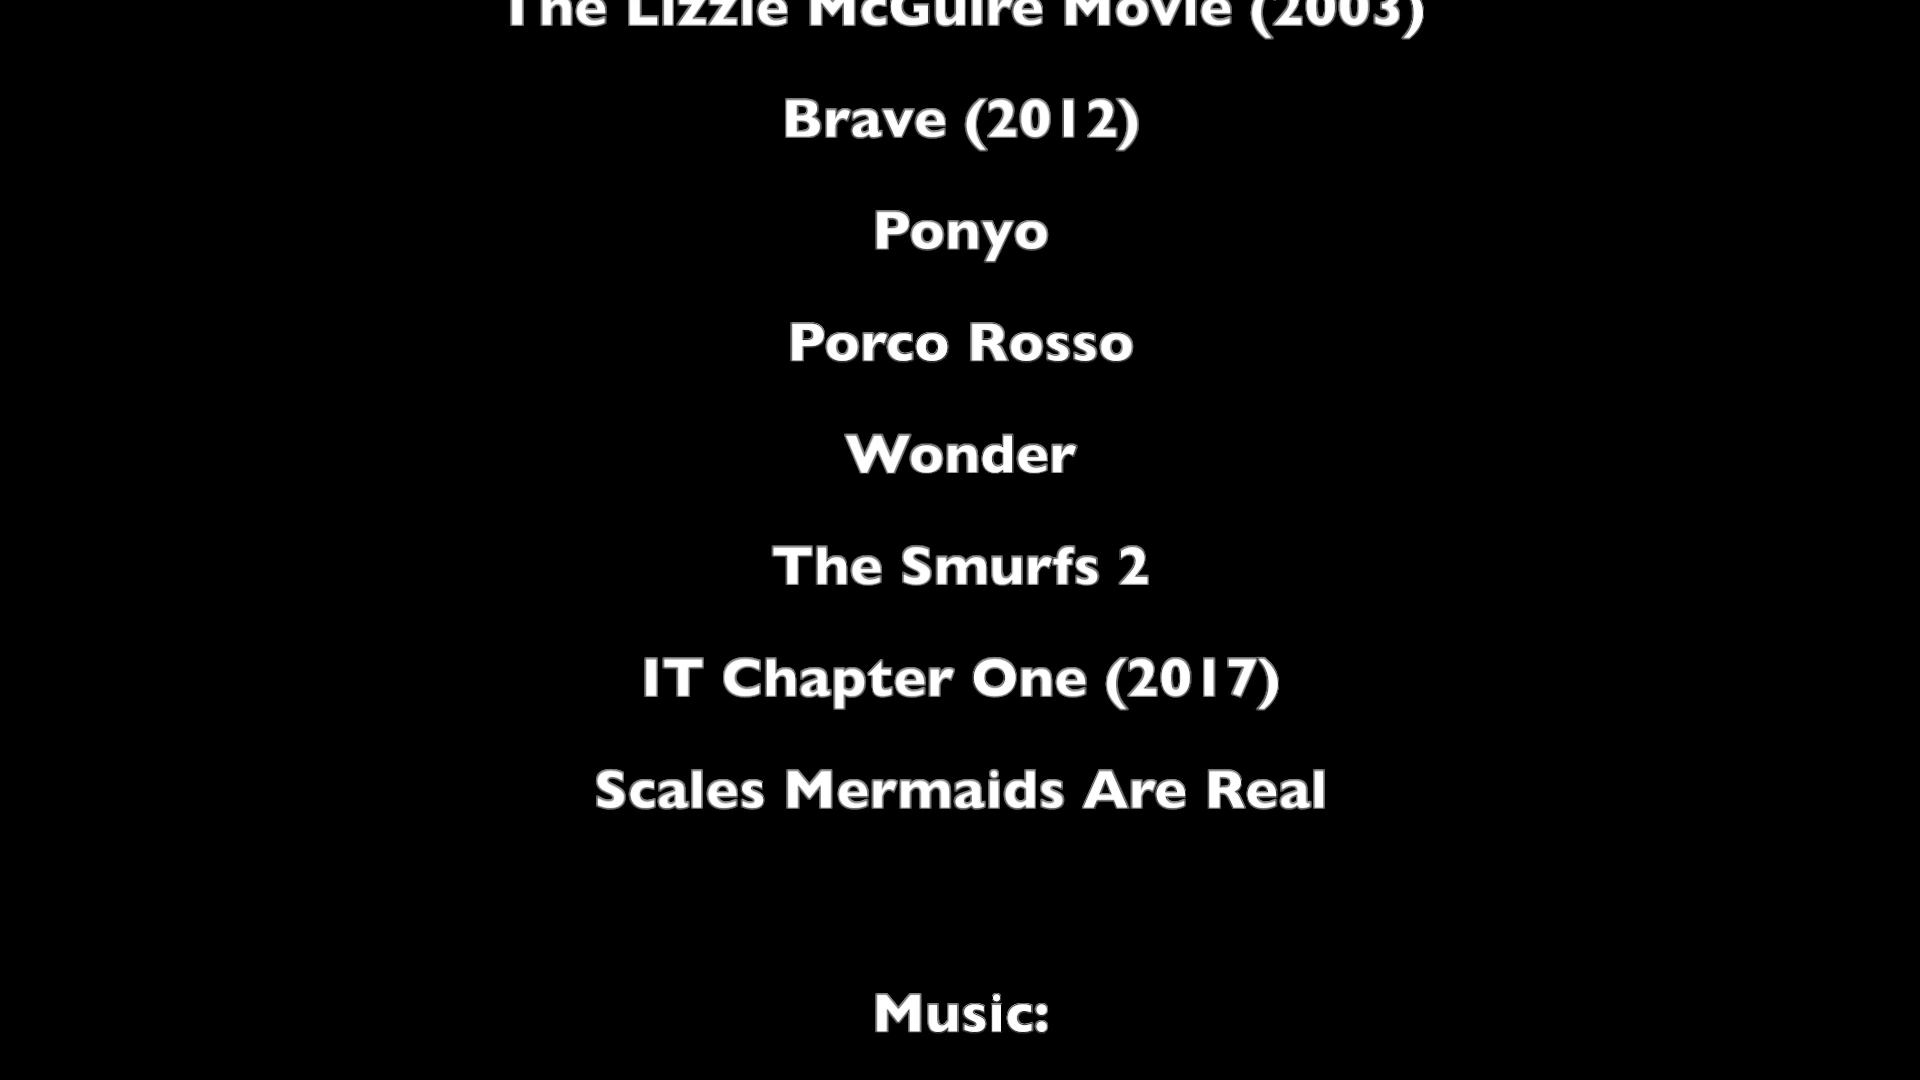 The Lizzie McGuire Movie (2003)
Brave (2012)
Ponyo
Porco Rosso
Wonder
The Smurfs 2
IT Chapter One (2017)
Scales Mermaids Are Real
Music: